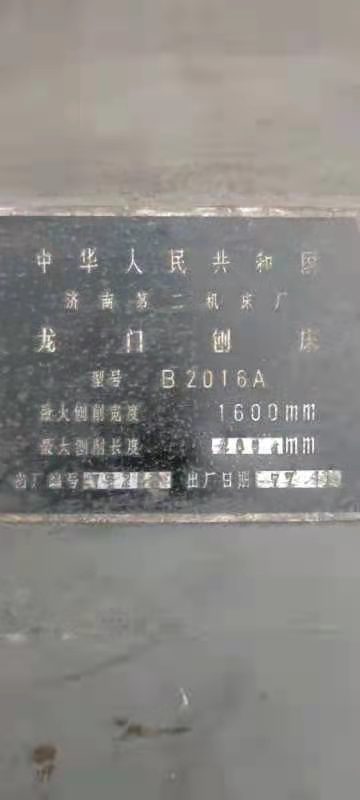 中华人民共和国
济南第二机床厂
龙门刨床
型号 B2016A
最大刨削宽度 1600mm
最大刨削长度 mm
出厂编号 出厂日期